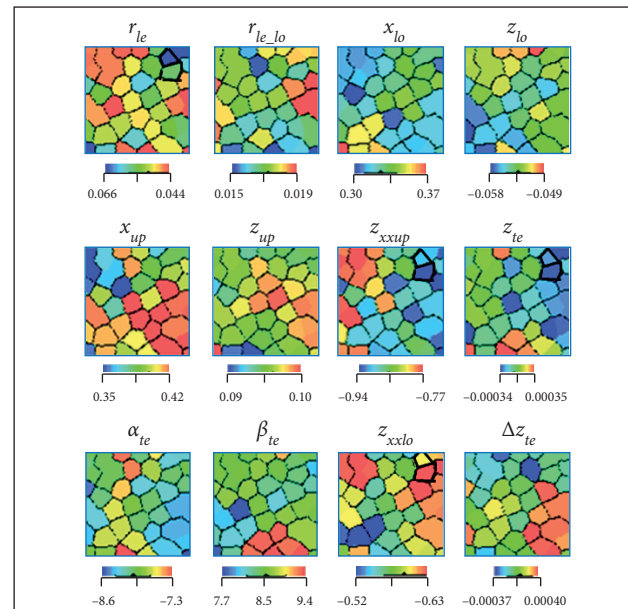 r_le r_le_lo x_lo z_lo
0.066 0.044 0.015 0.019 0.30 0.37 −0.058 −0.049
x_up z_up z_xxup z_te
0.35 0.42 0.09 0.10 −0.94 −0.77 −0.00034 0.00035
α_te β_te z_xxlo Δz_te
−8.6 −7.3 7.7 8.5 9.4 −0.52 −0.63 −0.00037 0.00040